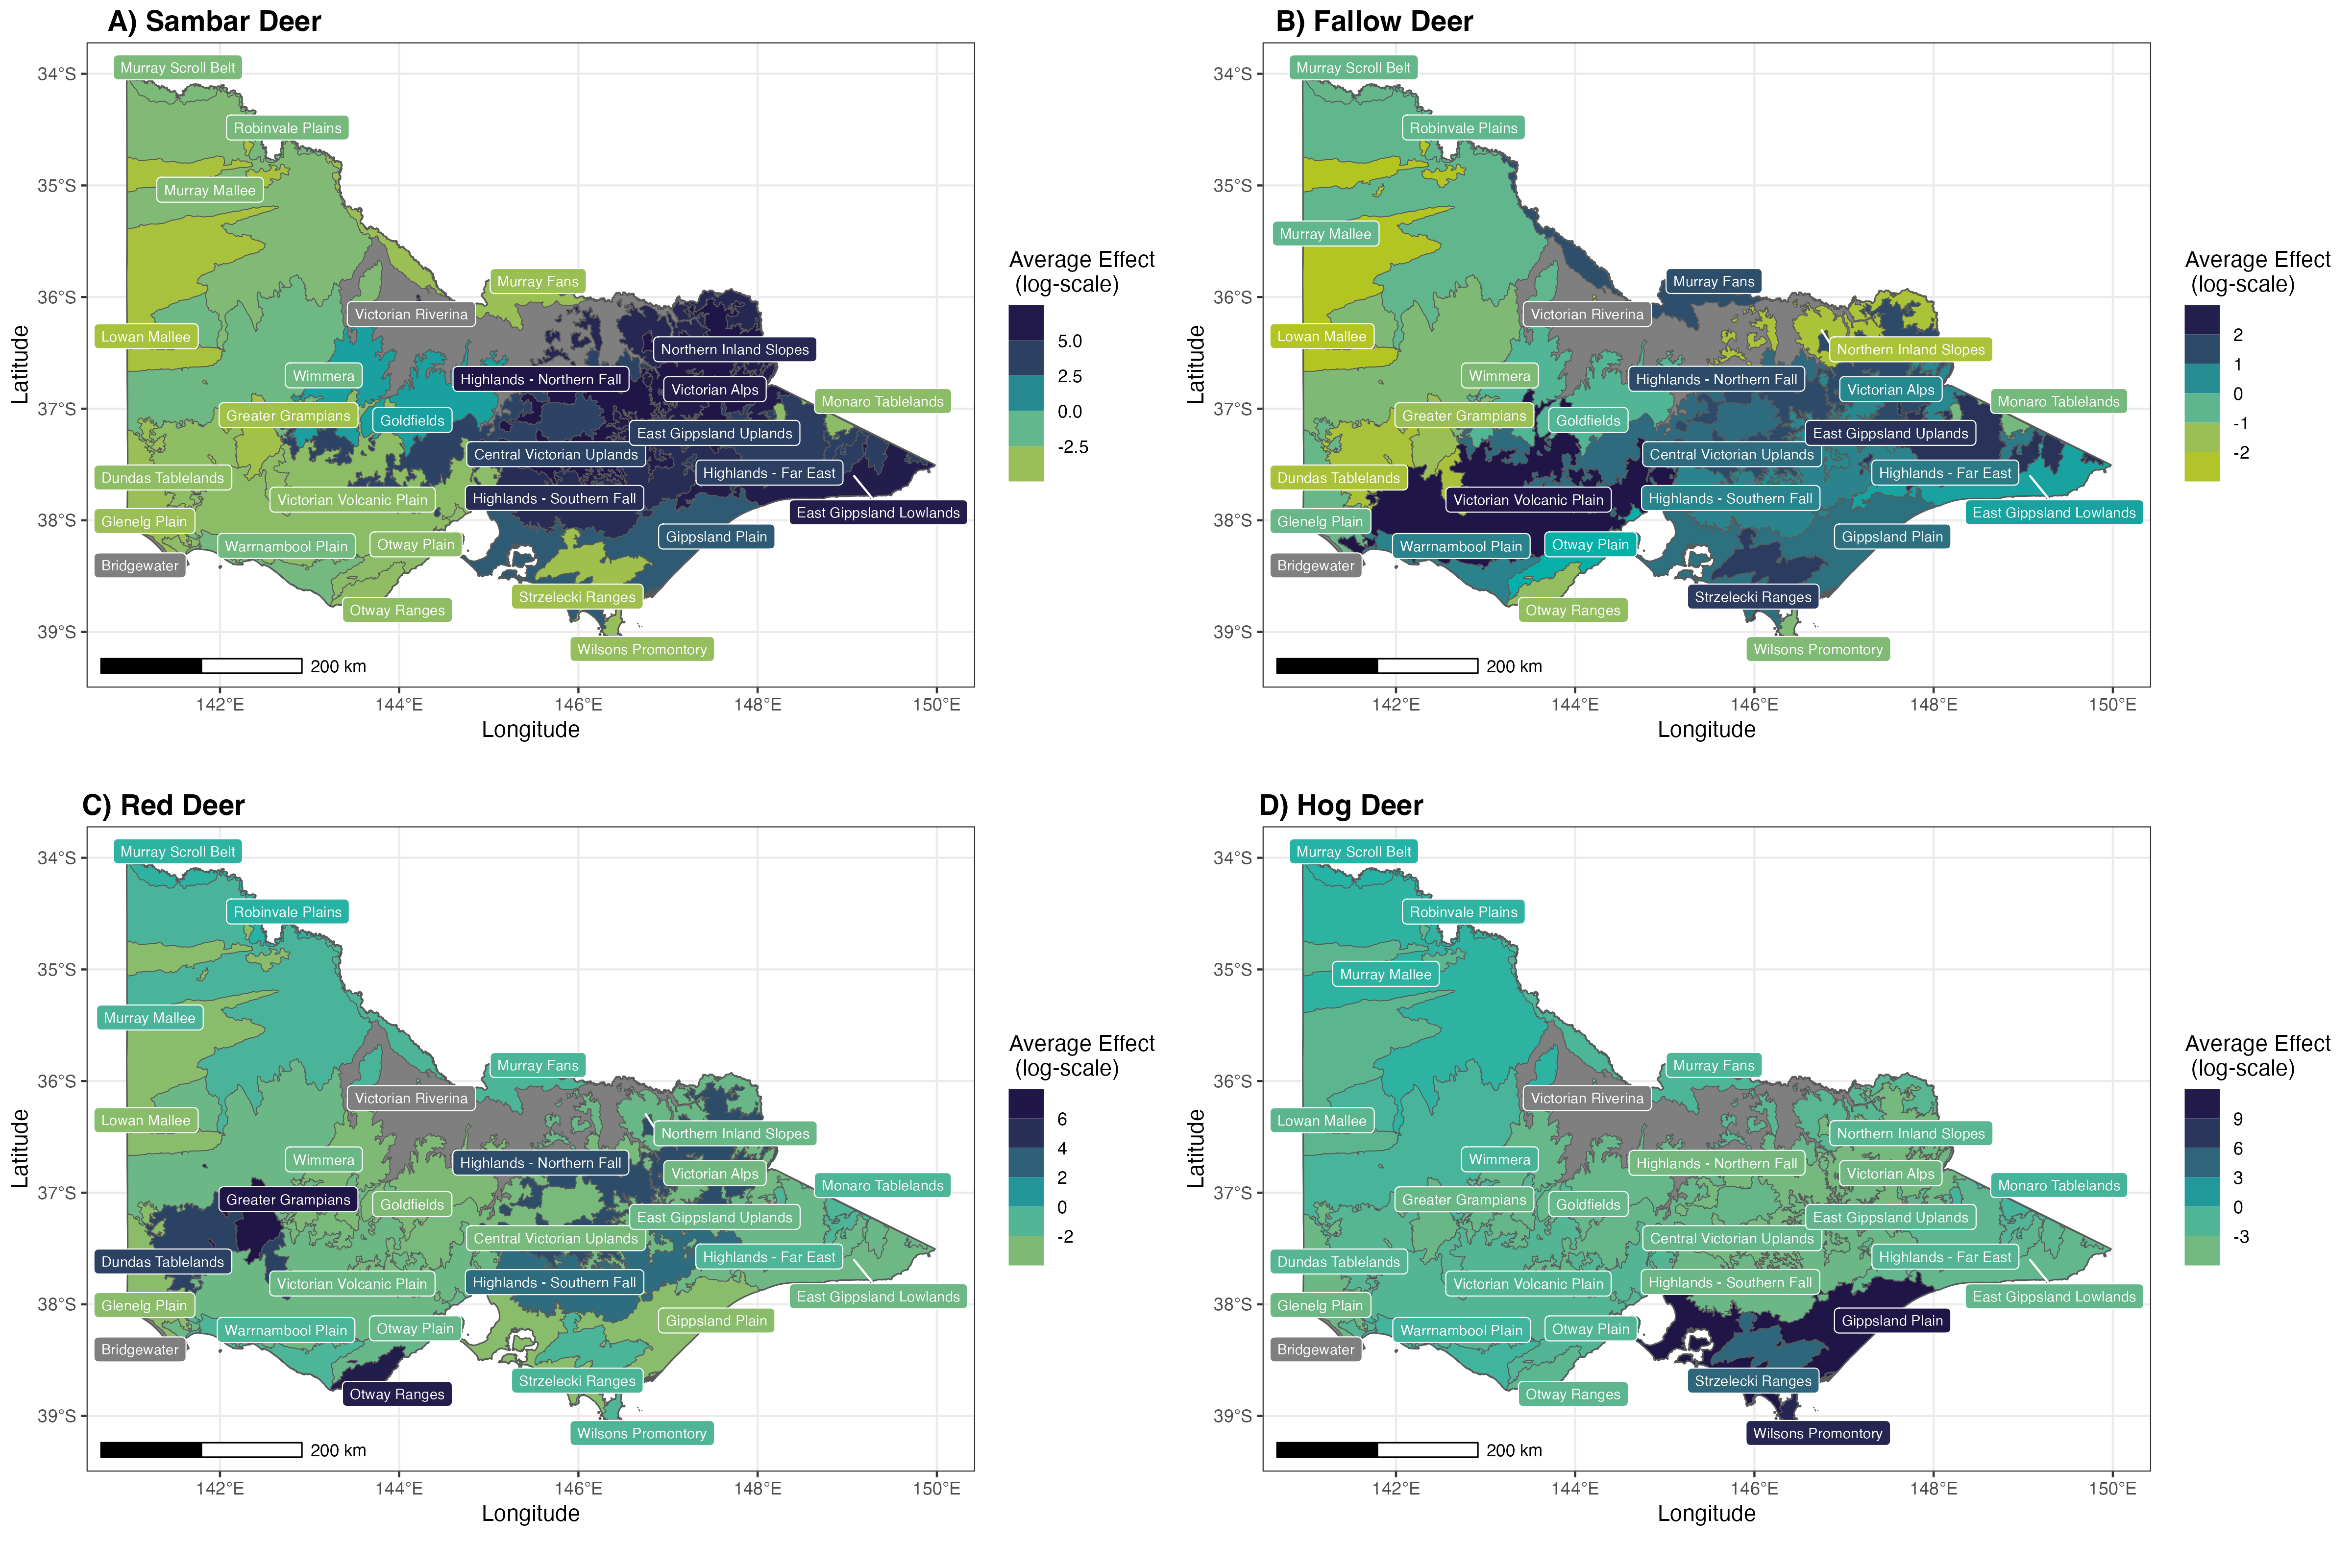 A) Sambar Deer
Murray Scroll Belt
34°S
Robinvale Plains
35°S
Murray Mallee
Murray Fans
36°S
Victorian Riverina
Lowan Mallee
Northern Inland Slopes
Wimmera
Highlands - Northern Fall
Victorian Alps
Monaro Tablelands
37°S
Greater Grampians
Goldfields
East Gippsland Uplands
Central Victorian Uplands
Dundas Tablelands
Highlands - Far East
Victorian Volcanic Plain
Highlands - Southern Fall
East Gippsland Lowlands
38°S
Glenelg Plain
Gippsland Plain
Warrnambool Plain
Otway Plain
Bridgewater
Strzelecki Ranges
Otway Ranges
39°S
Wilsons Promontory
200 km
142°E
144°E
146°E
148°E
150°E
Longitude
Latitude
Average Effect
(log-scale)
5.0
2.5
0.0
-2.5
B) Fallow Deer
Murray Scroll Belt
34°S
Robinvale Plains
35°S
Murray Mallee
Murray Fans
36°S
Victorian Riverina
Lowan Mallee
Northern Inland Slopes
Wimmera
Highlands - Northern Fall
Victorian Alps
Monaro Tablelands
37°S
Greater Grampians
Goldfields
East Gippsland Uplands
Central Victorian Uplands
Dundas Tablelands
Highlands - Far East
Victorian Volcanic Plain
Highlands - Southern Fall
East Gippsland Lowlands
38°S
Glenelg Plain
Gippsland Plain
Warrnambool Plain
Otway Plain
Bridgewater
Strzelecki Ranges
Otway Ranges
39°S
Wilsons Promontory
200 km
142°E
144°E
146°E
148°E
150°E
Longitude
Latitude
Average Effect
(log-scale)
2
1
0
-1
-2
C) Red Deer
Murray Scroll Belt
34°S
Robinvale Plains
35°S
Murray Mallee
Murray Fans
36°S
Victorian Riverina
Lowan Mallee
Northern Inland Slopes
Wimmera
Highlands - Northern Fall
Victorian Alps
Monaro Tablelands
37°S
Greater Grampians
Goldfields
East Gippsland Uplands
Central Victorian Uplands
Dundas Tablelands
Highlands - Far East
Victorian Volcanic Plain
Highlands - Southern Fall
East Gippsland Lowlands
38°S
Glenelg Plain
Gippsland Plain
Warrnambool Plain
Otway Plain
Bridgewater
Strzelecki Ranges
Otway Ranges
39°S
Wilsons Promontory
200 km
142°E
144°E
146°E
148°E
150°E
Longitude
Latitude
Average Effect
(log-scale)
6
4
2
0
-2
D) Hog Deer
Murray Scroll Belt
34°S
Robinvale Plains
35°S
Murray Mallee
Murray Fans
36°S
Victorian Riverina
Lowan Mallee
Northern Inland Slopes
Wimmera
Highlands - Northern Fall
Victorian Alps
Monaro Tablelands
37°S
Greater Grampians
Goldfields
East Gippsland Uplands
Central Victorian Uplands
Dundas Tablelands
Highlands - Far East
Victorian Volcanic Plain
Highlands - Southern Fall
East Gippsland Lowlands
38°S
Glenelg Plain
Gippsland Plain
Warrnambool Plain
Otway Plain
Bridgewater
Strzelecki Ranges
Otway Ranges
39°S
Wilsons Promontory
200 km
142°E
144°E
146°E
148°E
150°E
Longitude
Latitude
Average Effect
(log-scale)
9
6
3
0
-3